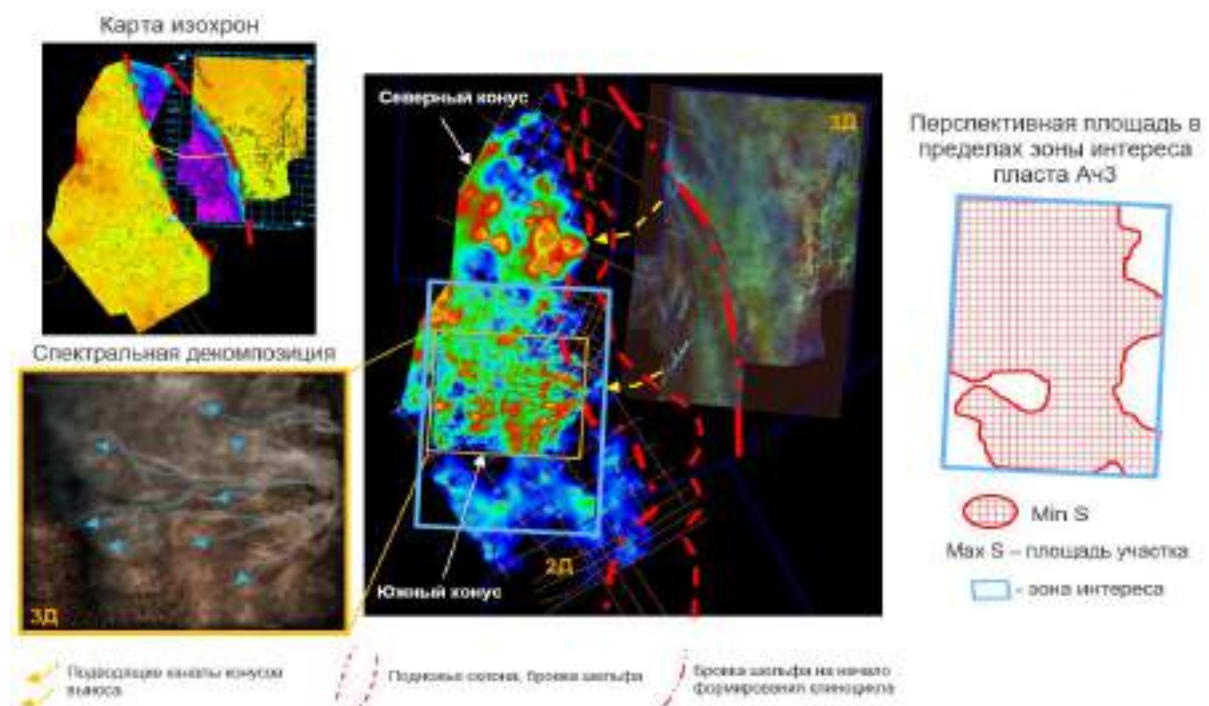 Карта изохрон
Северный конус
3Д
Перспективная площадь в
пределах зоны интереса
пласта Ач3
Спектральная декомпозиция
3Д
2Д
Южный конус
Min S
Max S – площадь участка
- зона интереса
Подводящие каналы конусов
выноса
Подножье склона, бровка шельфа
Бровка шельфа на начало
формирования клиноцикла